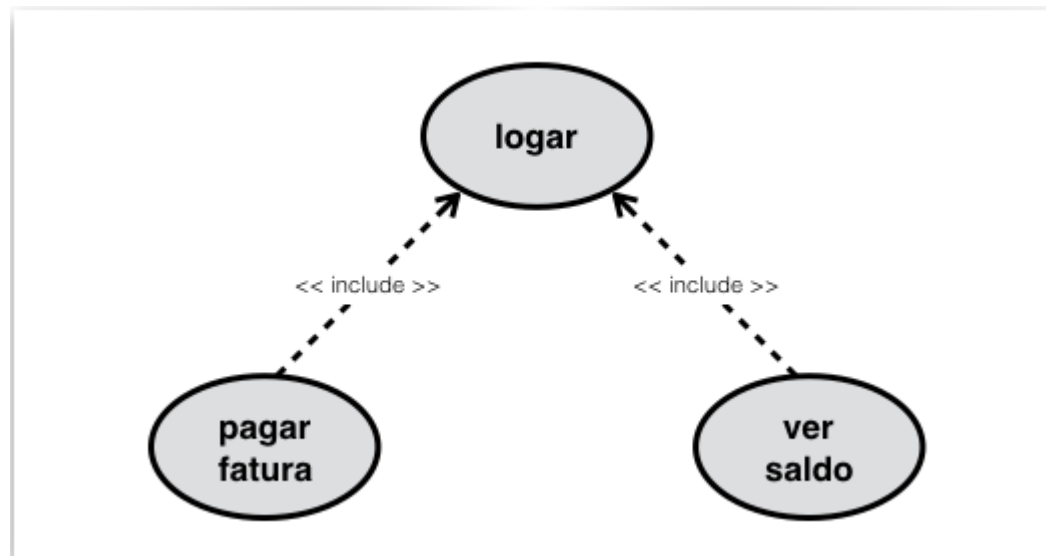 logar
<< include >>
<< include >>
pagar
fatura
ver
saldo